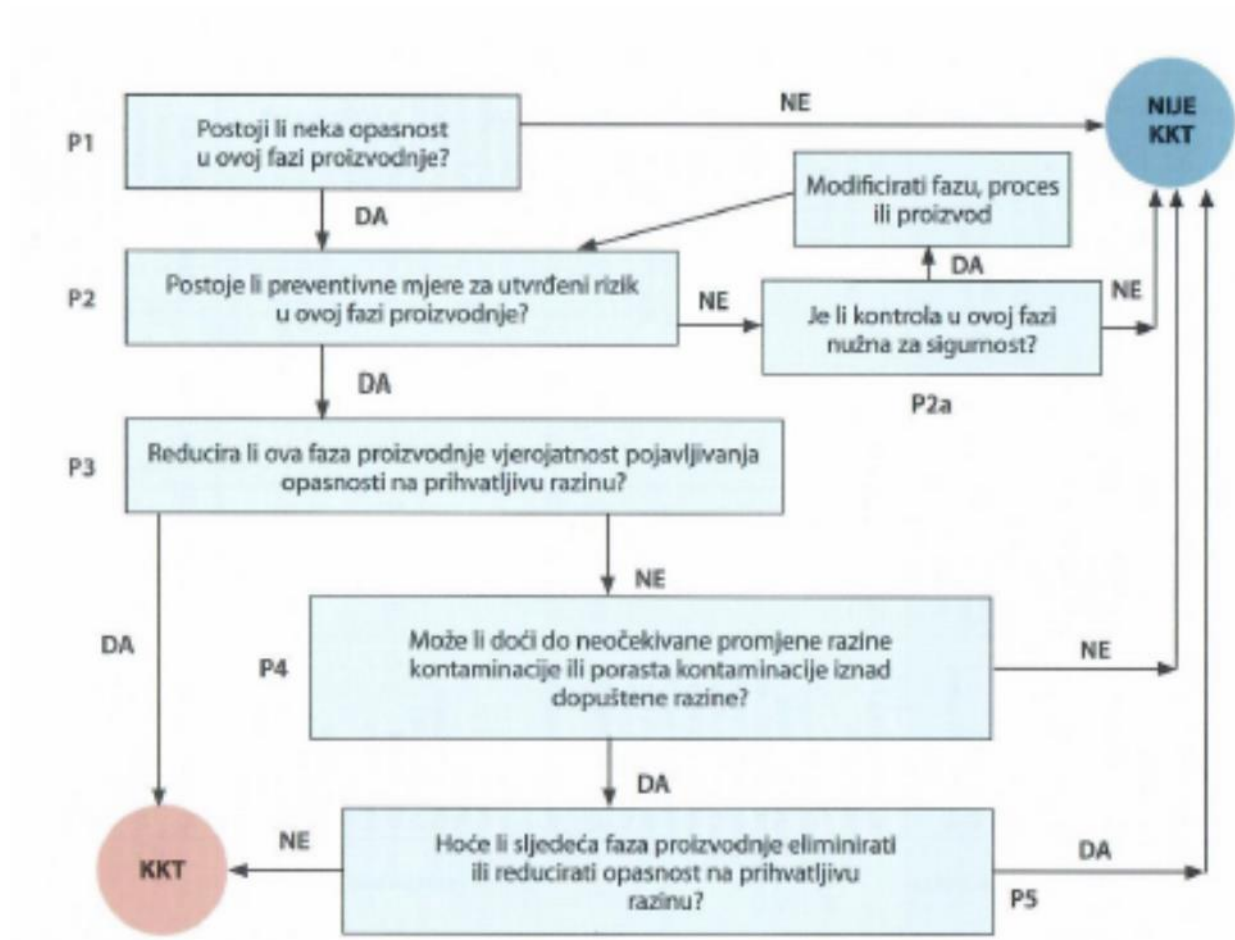 NE
NIJE
KKT
P1
Postoji li neka opasnost
u ovoj fazi proizvodnje?
Modificirati fazu, proces
ili proizvod
DA
DA
NE
P2
Postoje li preventivne mjere za utvrđeni rizik
u ovoj fazi proizvodnje?
NE
Je li kontrola u ovoj fazi
nužna za sigurnost?
P2a
DA
P3
Reducira li ova faza proizvodnje vjerojatnost pojavljivanja
opasnosti na prihvatljivu razinu?
NE
DA
P4
Može li doći do neočekivane promjene razine
kontaminacije ili porasta kontaminacije iznad
dopuštene razine?
NE
DA
KKT
NE
Hoće li sljedeća faza proizvodnje eliminirati
ili reducirati opasnost na prihvatljivu
razinu?
DA
P5